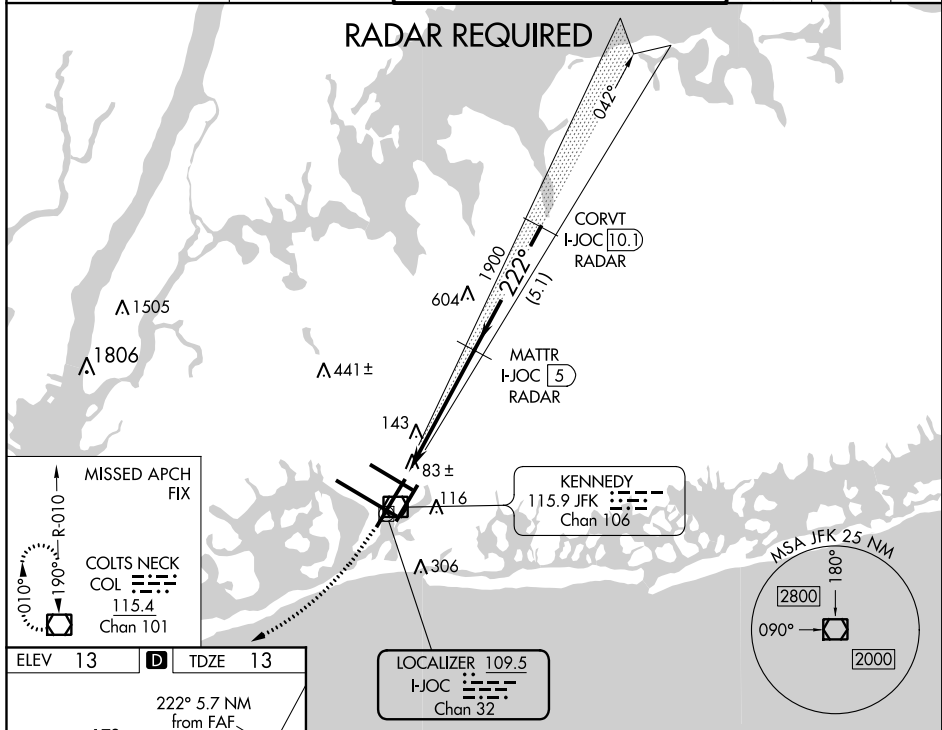 RADAR REQUIRED
042°
CORVT
I-JOC 10.1
RADAR
1900
222°
(5.1)
604
1505
1806
441±
MATTR
I-JOC 5
RADAR
143
83±
116
306
KENNEDY
115.9 JFK
Chan 106
MISSED APCH
FIX
R-010
190°
010°
COLTS NECK
COL
115.4
Chan 101
MSA JFK 25 NM
180°
2800
090°
2000
LOCALIZER 109.5
I-JOC
Chan 32
ELEV 13 D TDZE 13
222° 5.7 NM
from FAF